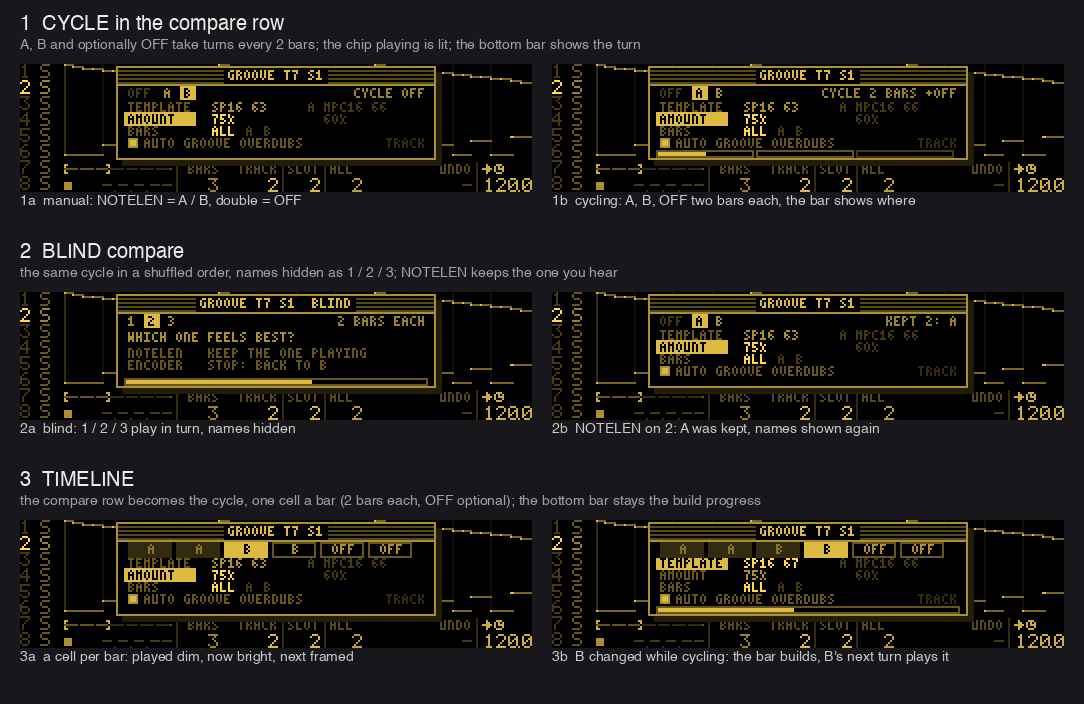 1 CYCLE in the compare row
A, B and optionally OFF take turns every 2 bars; the chip playing is lit; the bottom bar shows the turn
GROOVE T7 S1
OFF A B CYCLE OFF
TEMPLATE SP16 63 A MPC16 66
AMOUNT 75% 60%
BARS ALL A B
AUTO GROOVE OVERDUBS TRACK
BARS TRACK SLOT ALL UNDO
3 2 2 2 120.0
1a manual: NOTELEN = A / B, double = OFF
GROOVE T7 S1
OFF A B CYCLE 2 BARS +OFF
TEMPLATE SP16 63 A MPC16 66
AMOUNT 75% 60%
BARS ALL A B
AUTO GROOVE OVERDUBS TRACK
BARS TRACK SLOT ALL UNDO
3 2 2 2 120.0
1b cycling: A, B, OFF two bars each, the bar shows where
2 BLIND compare
the same cycle in a shuffled order, names hidden as 1 / 2 / 3; NOTELEN keeps the one you hear
GROOVE T7 S1 BLIND
1 2 3 2 BARS EACH
WHICH ONE FEELS BEST?
NOTELEN KEEP THE ONE PLAYING
ENCODER STOP: BACK TO B
BARS TRACK SLOT ALL UNDO
3 2 2 2 120.0
2a blind: 1 / 2 / 3 play in turn, names hidden
GROOVE T7 S1
OFF A B KEPT 2: A
TEMPLATE SP16 63 A MPC16 66
AMOUNT 75% 60%
BARS ALL A B
AUTO GROOVE OVERDUBS TRACK
BARS TRACK SLOT ALL UNDO
3 2 2 2 120.0
2b NOTELEN on 2: A was kept, names shown again
3 TIMELINE
the compare row becomes the cycle, one cell a bar (2 bars each, OFF optional); the bottom bar stays the build progress
GROOVE T7 S1
A A B B OFF OFF
TEMPLATE SP16 63 A MPC16 66
AMOUNT 75% 60%
BARS ALL A B
AUTO GROOVE OVERDUBS TRACK
BARS TRACK SLOT ALL UNDO
3 2 2 2 120.0
3a a cell per bar: played dim, now bright, next framed
GROOVE T7 S1
A A B B OFF OFF
TEMPLATE SP16 67 A MPC16 66
AMOUNT 75% 60%
BARS ALL A B
AUTO GROOVE OVERDUBS TRACK
BARS TRACK SLOT ALL UNDO
3 2 2 2 120.0
3b B changed while cycling: the bar builds, B's next turn plays it